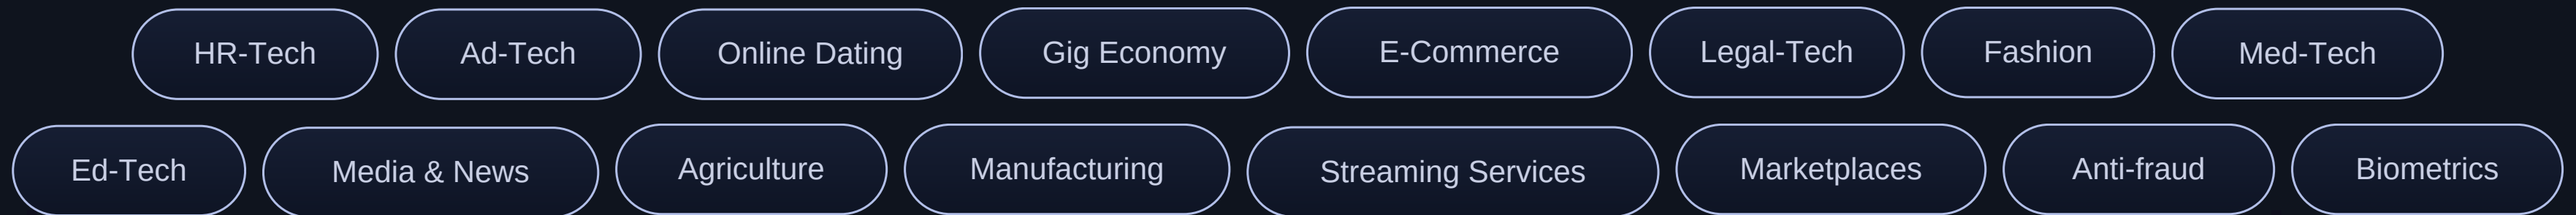 HR-Tech Ad-Tech Online Dating Gig Economy E-Commerce Legal-Tech Fashion Med-Tech
Ed-Tech Media & News Agriculture Manufacturing Streaming Services Marketplaces Anti-fraud Biometrics